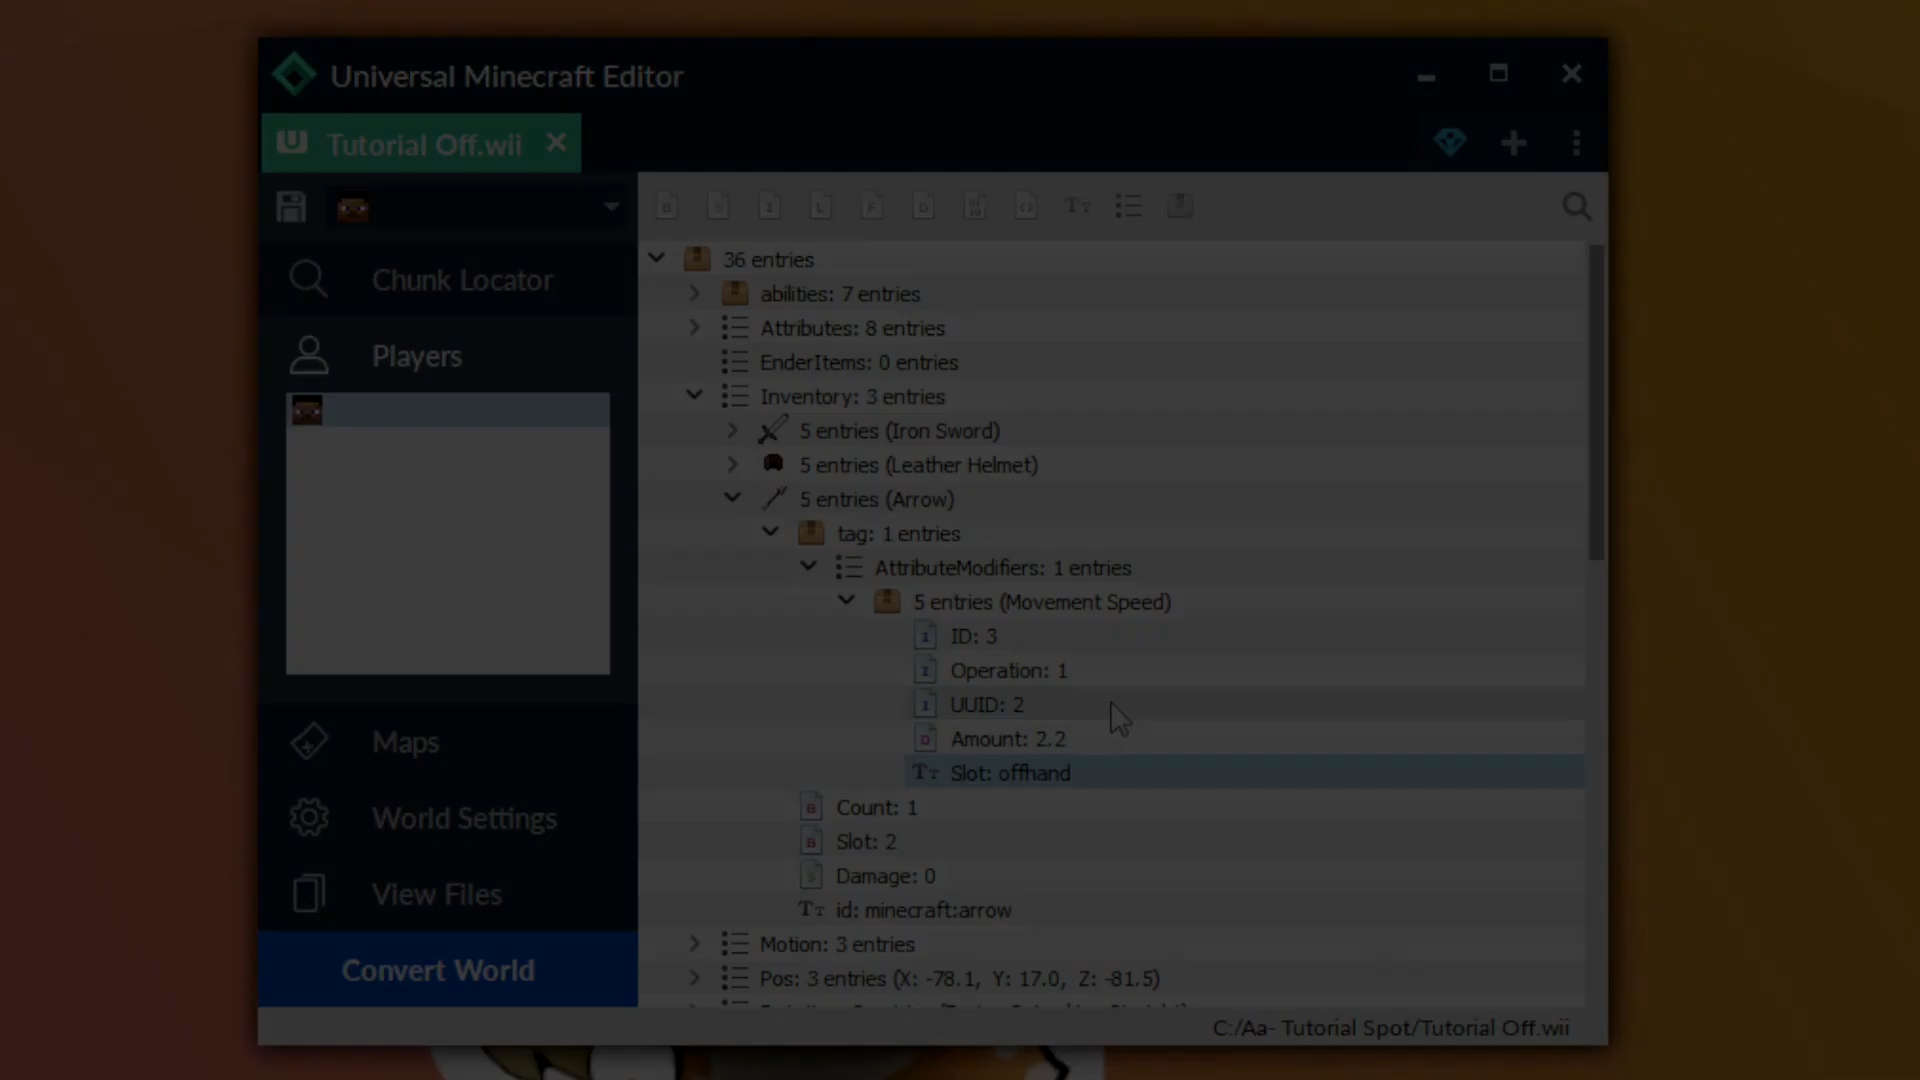 Universal Minecraft Editor
Tutorial Off.wii
Chunk Locator
Players
Maps
World Settings
View Files
Convert World
36 entries
abilities: 7 entries
Attributes: 8 entries
EnderItems: 0 entries
Inventory: 3 entries
5 entries (Iron Sword)
5 entries (Leather Helmet)
5 entries (Arrow)
tag: 1 entries
AttributeModifiers: 1 entries
5 entries (Movement Speed)
ID: 3
Operation: 1
UUID: 2
Amount: 2.2
Slot: offhand
Count: 1
Slot: 2
Damage: 0
id: minecraft:arrow
Motion: 3 entries
Pos: 3 entries (X: -78.1, Y: 17.0, Z: -81.5)
C:/Aa- Tutorial Spot/Tutorial Off.wii